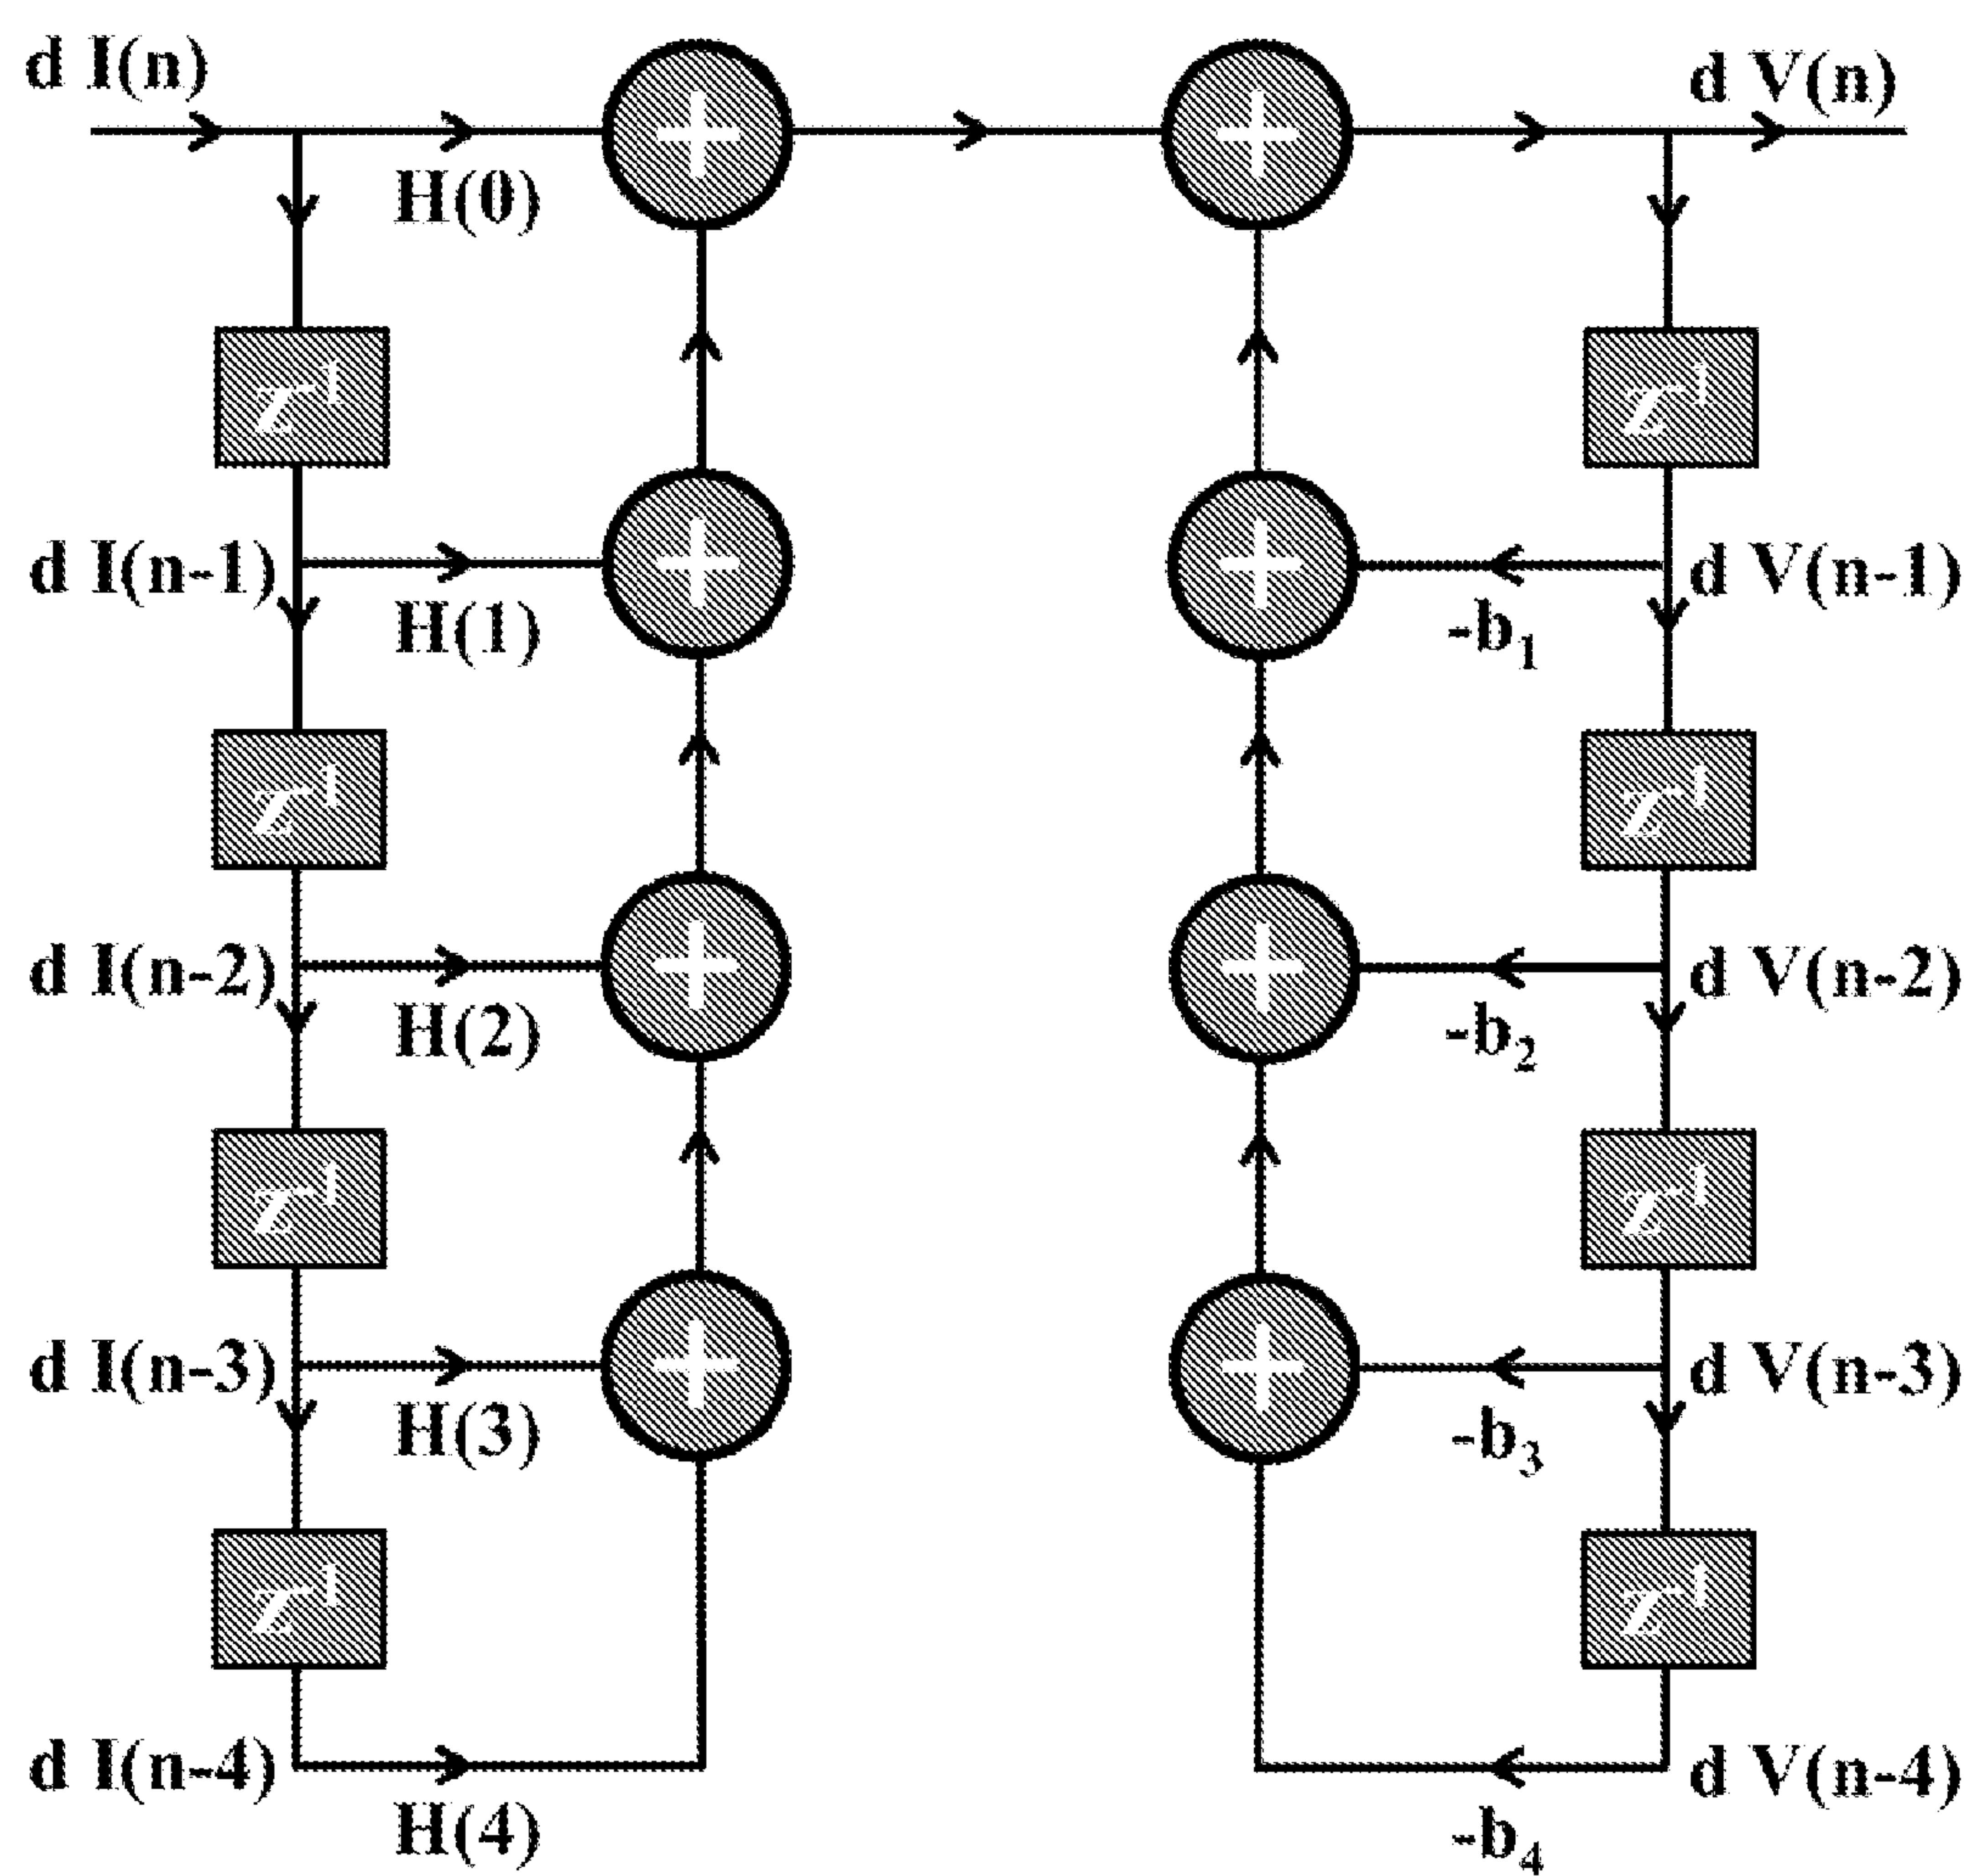 d I(n)
d V(n)
+
+
H(0)
Z⁻¹
Z⁻¹
d I(n-1)
+
+
d V(n-1)
H(1)
-b₁
Z⁻¹
Z⁻¹
d I(n-2)
+
+
d V(n-2)
H(2)
-b₂
Z⁻¹
Z⁻¹
d I(n-3)
+
+
d V(n-3)
H(3)
-b₃
Z⁻¹
Z⁻¹
d I(n-4)
d V(n-4)
H(4)
-b₄